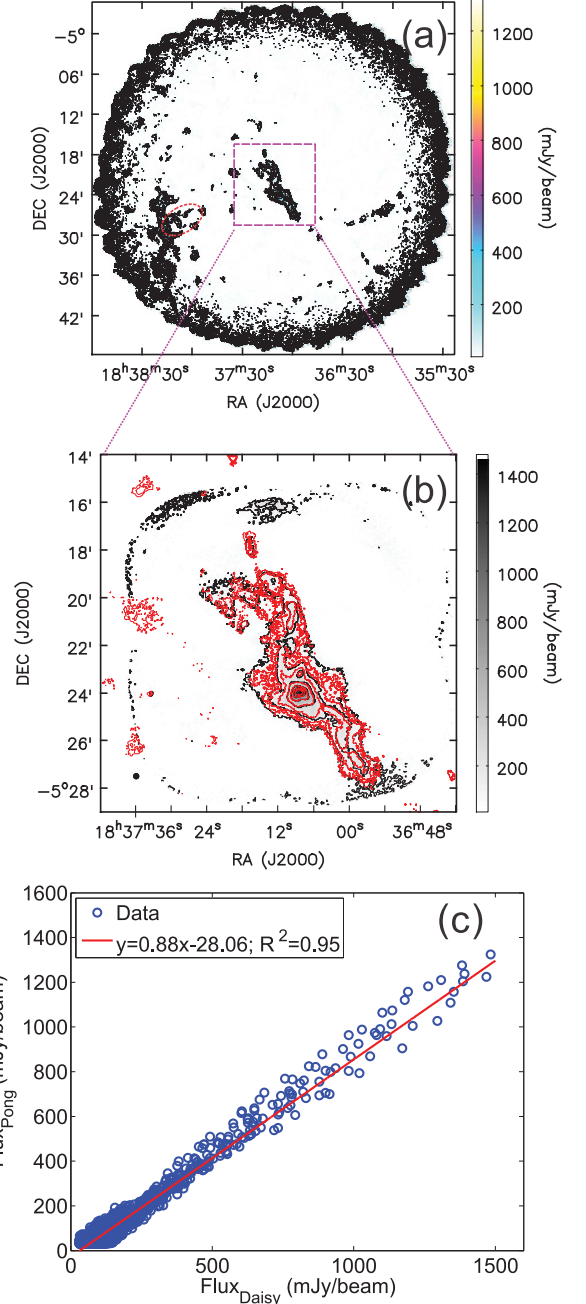 (a)
−5°
06'
12'
18'
24'
30'
36'
42'
DEC (J2000)
18ʰ38ᵐ30ˢ 37ᵐ30ˢ 36ᵐ30ˢ 35ᵐ30ˢ
RA (J2000)
1200
1000
800
600
400
200
(mJy/beam)
(b)
14'
16'
18'
20'
22'
24'
26'
−5°28'
DEC (J2000)
18ʰ37ᵐ36ˢ 24ˢ 12ˢ 00ˢ 36ᵐ48ˢ
RA (J2000)
1400
1200
1000
800
600
400
200
(mJy/beam)
(c)
Data
y=0.88x-28.06; R²=0.95
1600
1400
1200
1000
800
600
400
200
0
Flux_Pong (mJy/beam)
0 500 1000 1500
Flux_Daisy (mJy/beam)